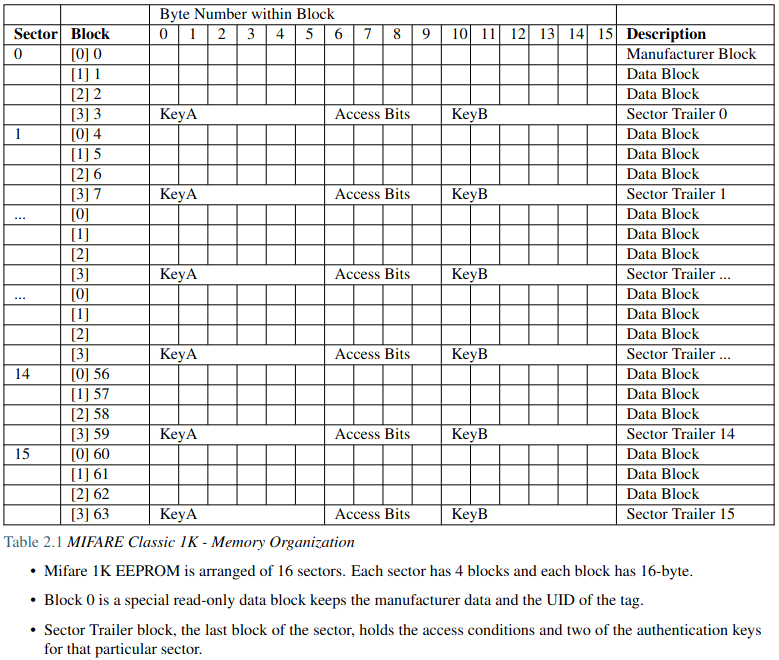 Byte Number within Block
Sector Block 0 1 2 3 4 5 6 7 8 9 10 11 12 13 14 15 Description
0 [0] 0 Manufacturer Block
[1] 1 Data Block
[2] 2 Data Block
[3] 3 KeyA Access Bits KeyB Sector Trailer 0
1 [0] 4 Data Block
[1] 5 Data Block
[2] 6 Data Block
[3] 7 KeyA Access Bits KeyB Sector Trailer 1
... [0] Data Block
[1] Data Block
[2] Data Block
[3] KeyA Access Bits KeyB Sector Trailer ...
... [0] Data Block
[1] Data Block
[2] Data Block
[3] KeyA Access Bits KeyB Sector Trailer ...
14 [0] 56 Data Block
[1] 57 Data Block
[2] 58 Data Block
[3] 59 KeyA Access Bits KeyB Sector Trailer 14
15 [0] 60 Data Block
[1] 61 Data Block
[2] 62 Data Block
[3] 63 KeyA Access Bits KeyB Sector Trailer 15
Table 2.1 MIFARE Classic 1K - Memory Organization
• Mifare 1K EEPROM is arranged of 16 sectors. Each sector has 4 blocks and each block has 16-byte.
• Block 0 is a special read-only data block keeps the manufacturer data and the UID of the tag.
• Sector Trailer block, the last block of the sector, holds the access conditions and two of the authentication keys
for that particular sector.